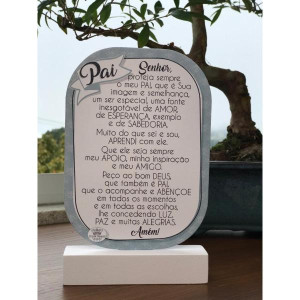 Pai
Senhor,
proteja sempre
o meu PAI, que é Sua
imagem e semelhança,
um ser especial, uma fonte
inesgotável de AMOR,
de ESPERANÇA, exemplo
e de SABEDORIA.
Muito do que sei e sou,
APRENDI com ele.
Que ele seja sempre
meu APOIO, minha inspiração
e meu AMIGO.
Peço ao bom DEUS,
que também é PAI,
que o acompanhe e ABENÇOE
em todos os momentos
e em todas as escolhas,
lhe concedendo LUZ,
PAZ e muitas ALEGRIAS.
Amém!